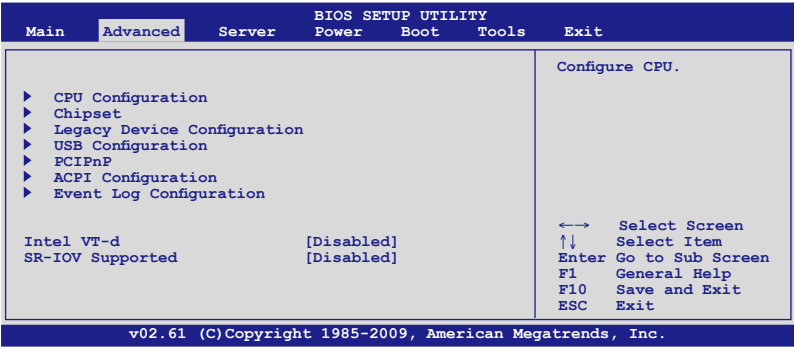 BIOS SETUP UTILITY
Main Advanced Server Power Boot Tools Exit
Configure CPU.
CPU Configuration
Chipset
Legacy Device Configuration
USB Configuration
PCIPnP
ACPI Configuration
Event Log Configuration
Intel VT-d [Disabled]
SR-IOV Supported [Disabled]
←→ Select Screen
↑↓ Select Item
Enter Go to Sub Screen
F1 General Help
F10 Save and Exit
ESC Exit
v02.61 (C)Copyright 1985-2009, American Megatrends, Inc.